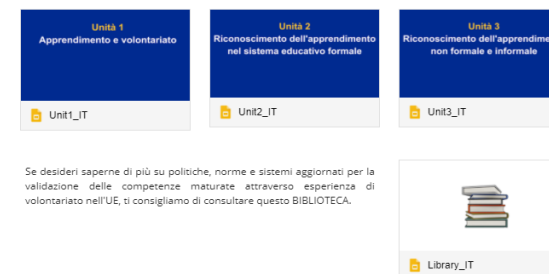 Unità 1
Apprendimento e volontariato
Unit1_IT
Unità 2
Riconoscimento dell'apprendimento
nel sistema educativo formale
Unit2_IT
Unità 3
Riconoscimento
non formale e informale
Unit3_IT
Se desideri saperne di più su politiche, norme e sistemi aggiornati per la
validazione delle competenze maturate attraverso esperienza di
volontariato nell'UE, ti consigliamo di consultare questo BIBLIOTECA.
Library_IT